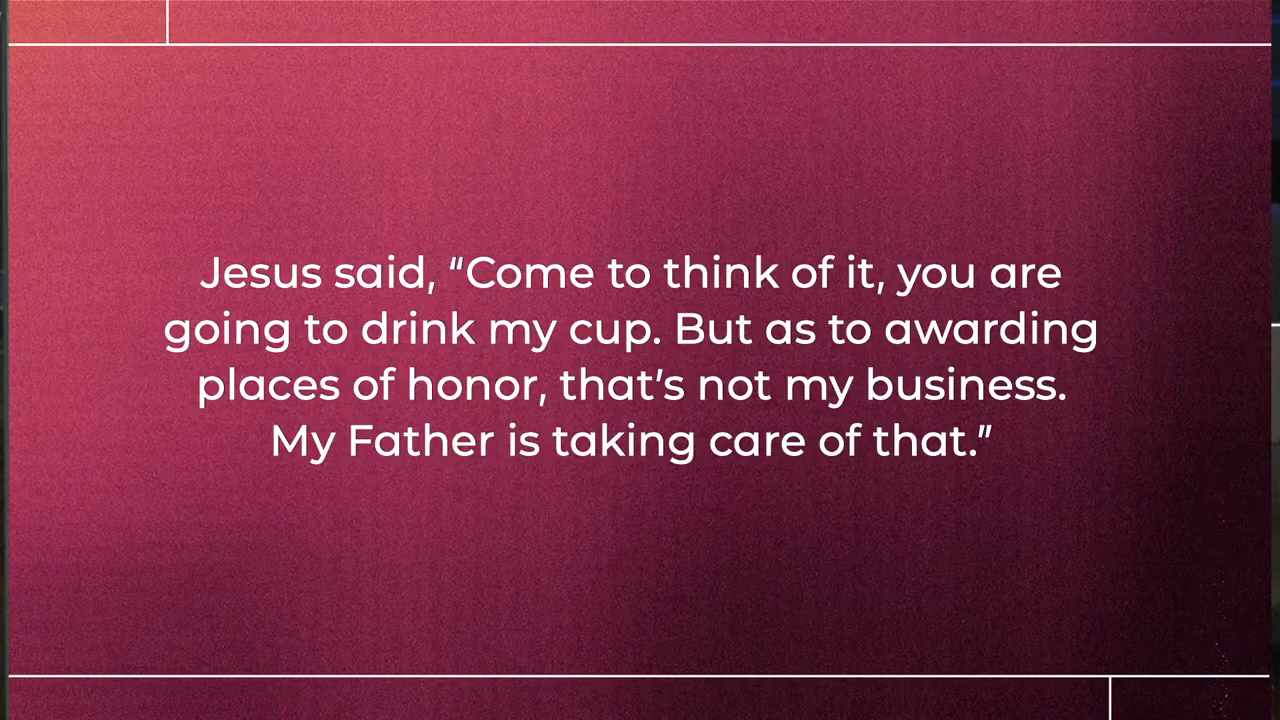 Jesus said, "Come to think of it, you are
going to drink my cup. But as to awarding
places of honor, that's not my business.
My Father is taking care of that."